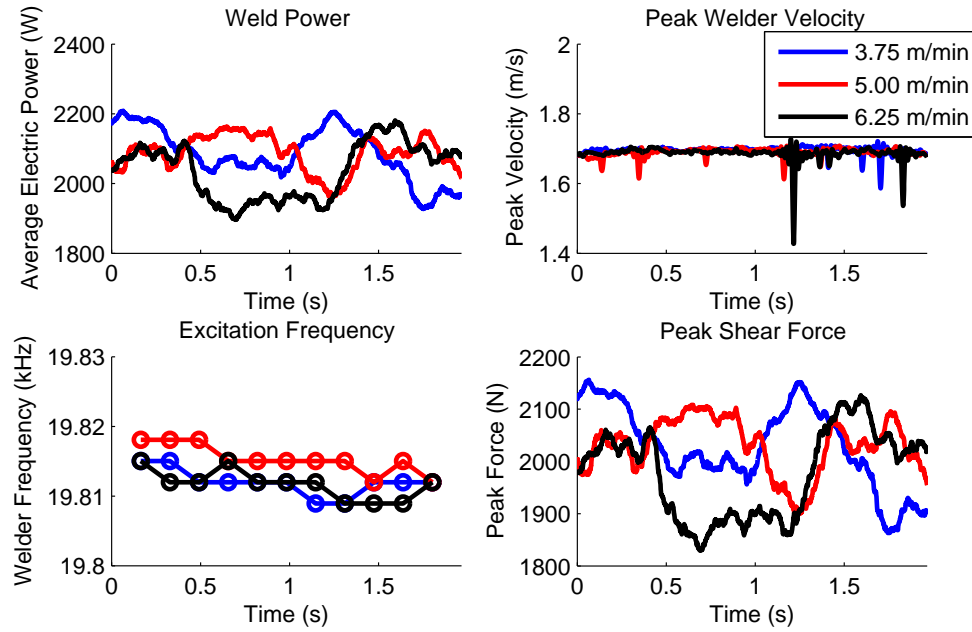 Weld Power
Average Electric Power (W)
2400
2200
2000
1800
0
0.5
1
1.5
Time (s)
Peak Welder Velocity
Peak Velocity (m/s)
2
1.8
1.6
1.4
0
0.5
1
1.5
Time (s)
3.75 m/min
5.00 m/min
6.25 m/min
Excitation Frequency
Welder Frequency (kHz)
19.83
19.82
19.81
19.8
0
0.5
1
1.5
Time (s)
Peak Shear Force
Peak Force (N)
2200
2100
2000
1900
1800
0
0.5
1
1.5
Time (s)